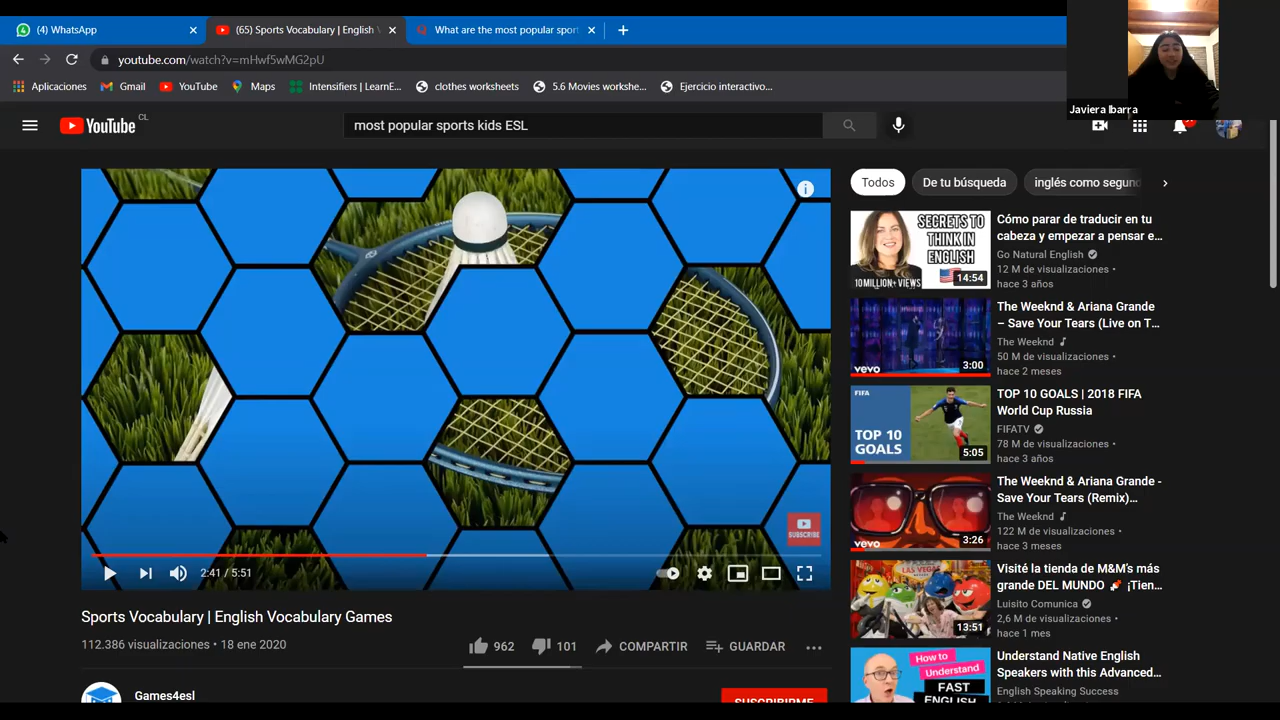 (4) WhatsApp
(65) Sports Vocabulary | English V
What are the most popular sport
youtube.com/watch?v=mHwf5wMG2pU
Aplicaciones
Gmail
YouTube
Maps
Intensifiers | LearnE...
clothes worksheets
5.6 Movies workshe...
Ejercicio interactivo...
Javiera Ibarra
YouTube CL
most popular sports kids ESL
Todos
De tu búsqueda
inglés como segund
SUBSCRIBE
2:41 / 5:51
Sports Vocabulary | English Vocabulary Games
112.386 visualizaciones • 18 ene 2020
962
101
COMPARTIR
GUARDAR
Games4esl
SUSCRIBIRME
SECRETS TO
THINK IN
ENGLISH
10 MILLION+ VIEWS
14:54
Cómo parar de traducir en tu
cabeza y empezar a pensar e...
Go Natural English
12 M de visualizaciones •
hace 3 años
vevo
3:00
The Weeknd & Ariana Grande
– Save Your Tears (Live on T...
The Weeknd
50 M de visualizaciones •
hace 2 meses
FIFA
TOP 10
GOALS
5:05
TOP 10 GOALS | 2018 FIFA
World Cup Russia
FIFATV
78 M de visualizaciones •
hace 3 años
vevo
3:26
The Weeknd & Ariana Grande -
Save Your Tears (Remix)...
The Weeknd
122 M de visualizaciones •
hace 3 meses
LAS VEGAS
13:51
Visité la tienda de M&M's más
grande DEL MUNDO 🚀 ¡Tien...
Luisito Comunica
2,6 M de visualizaciones •
hace 1 mes
How to
Understand
FAST
ENGLISH
Understand Native English
Speakers with this Advanced...
English Speaking Success